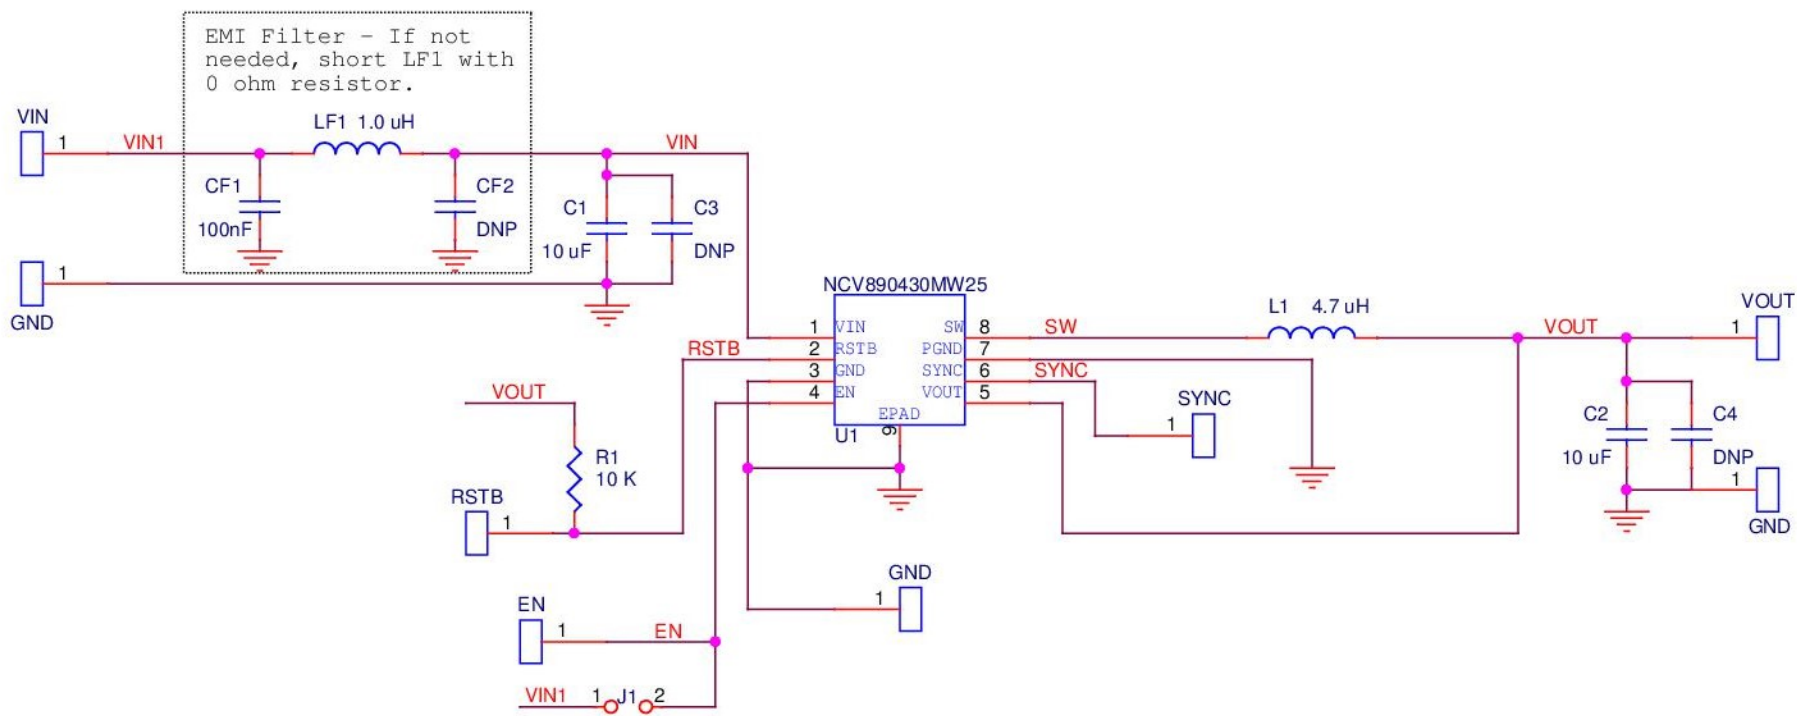 EMI Filter - If not
needed, short LF1 with
0 ohm resistor.
VIN
1
VIN1
LF1 1.0 uH
VIN
CF1
100nF
CF2
DNP
C1
10 uF
C3
DNP
1
GND
NCV890430MW25
1 VIN
2 RSTB
3 GND
4 EN
SW 8
PGND 7
SYNC 6
VOUT 5
EPAD
9
U1
RSTB
SW
L1 4.7 uH
VOUT
1
VOUT
SYNC
SYNC
1
C2
10 uF
C4
DNP
1
GND
VOUT
R1
10 K
RSTB
1
GND
1
EN
1
EN
VIN1
1 J1 2